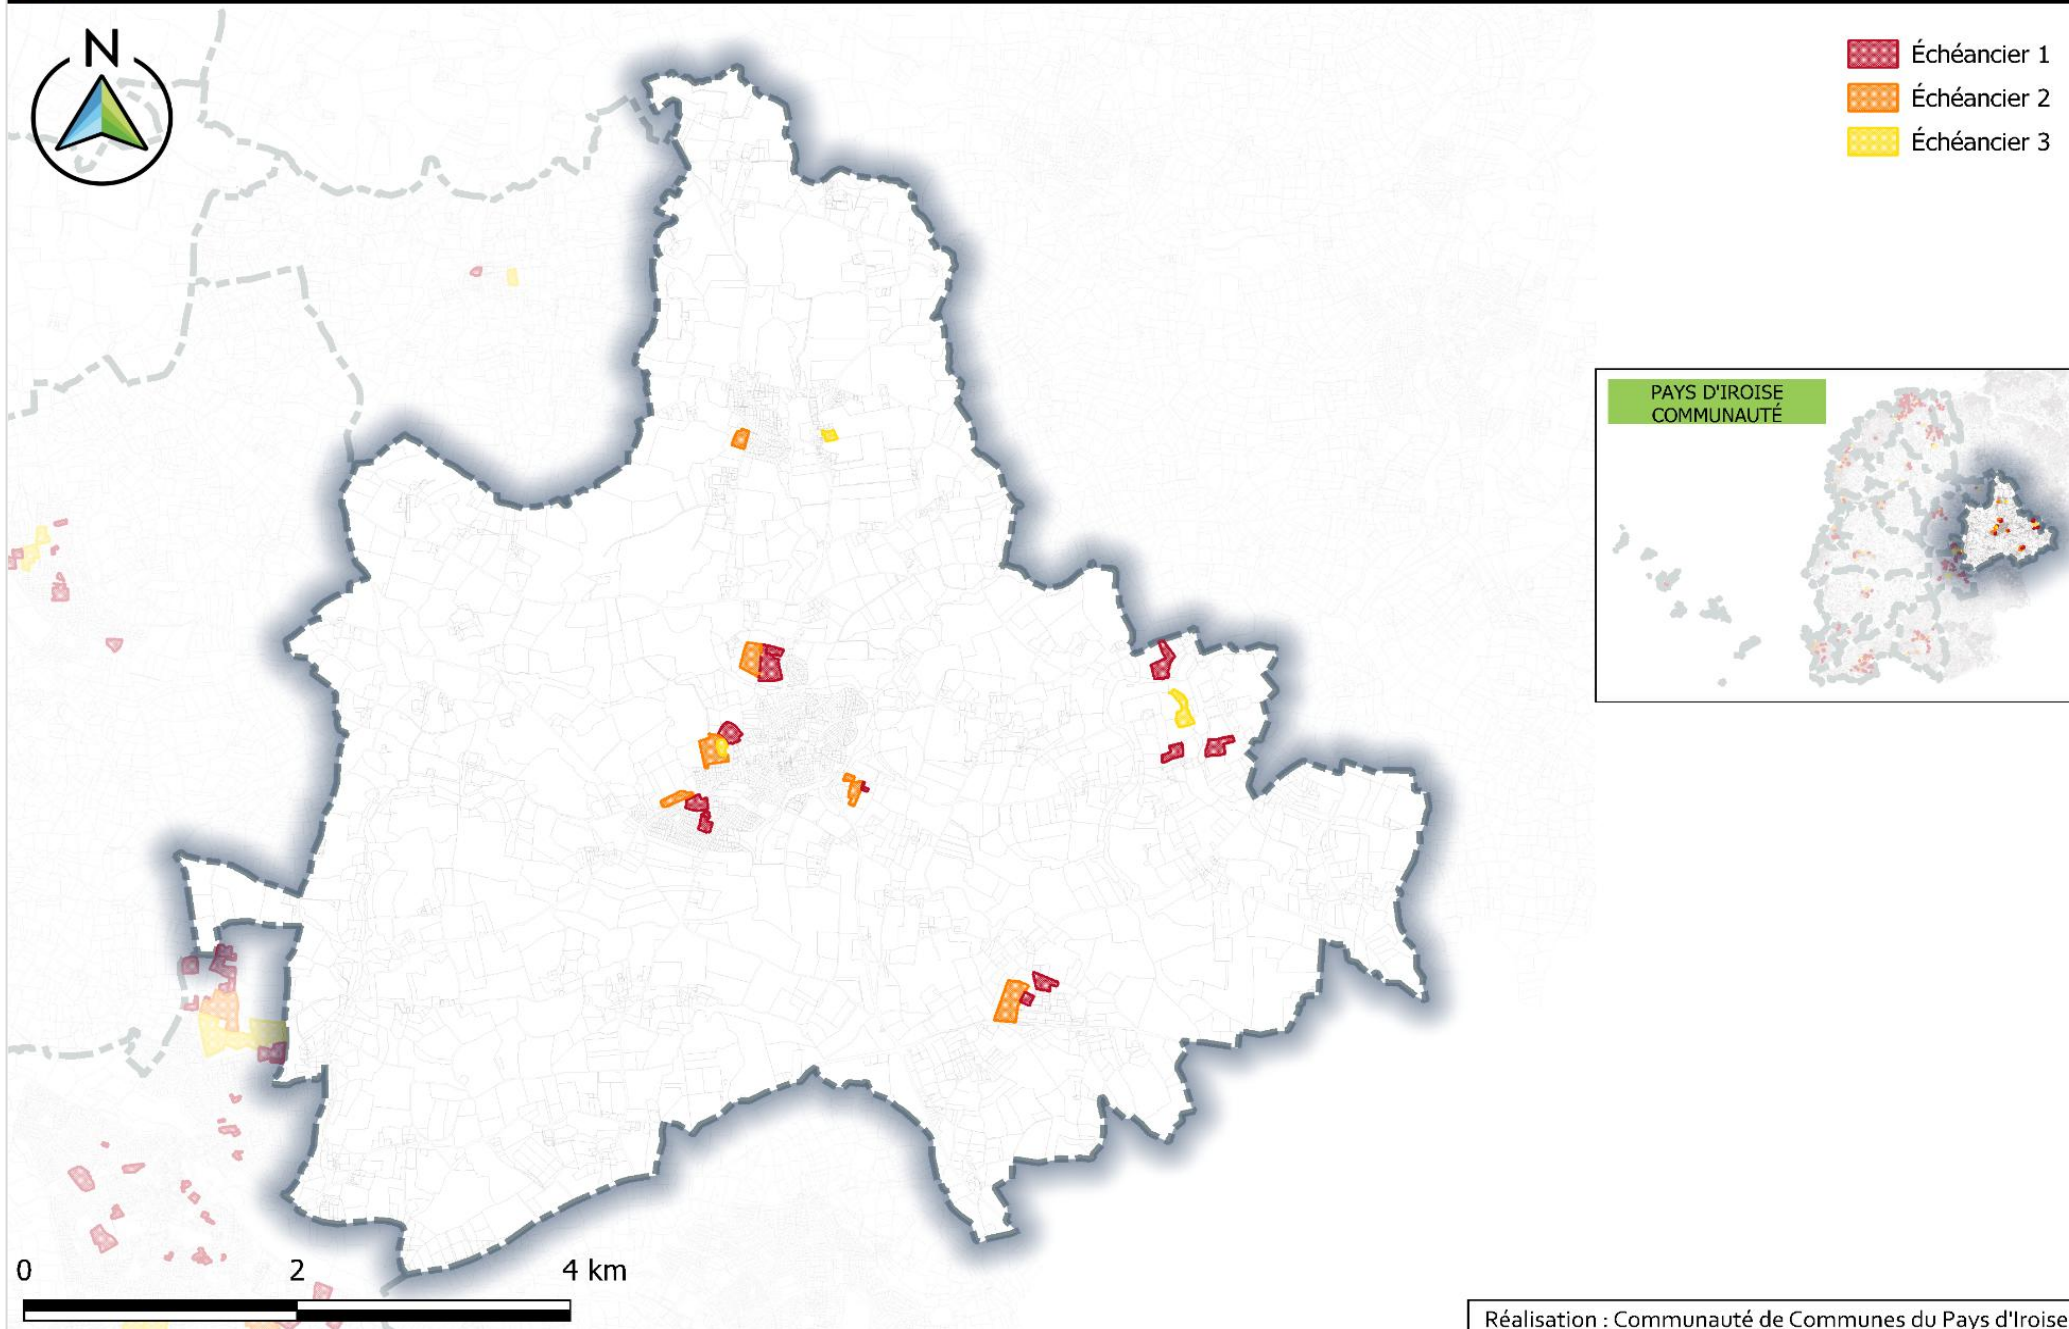 N
Échéancier 1
Échéancier 2
Échéancier 3
PAYS D'IROISE
COMMUNAUTÉ
0 2 4 km
Réalisation : Communauté de Communes du Pays d'Iroise